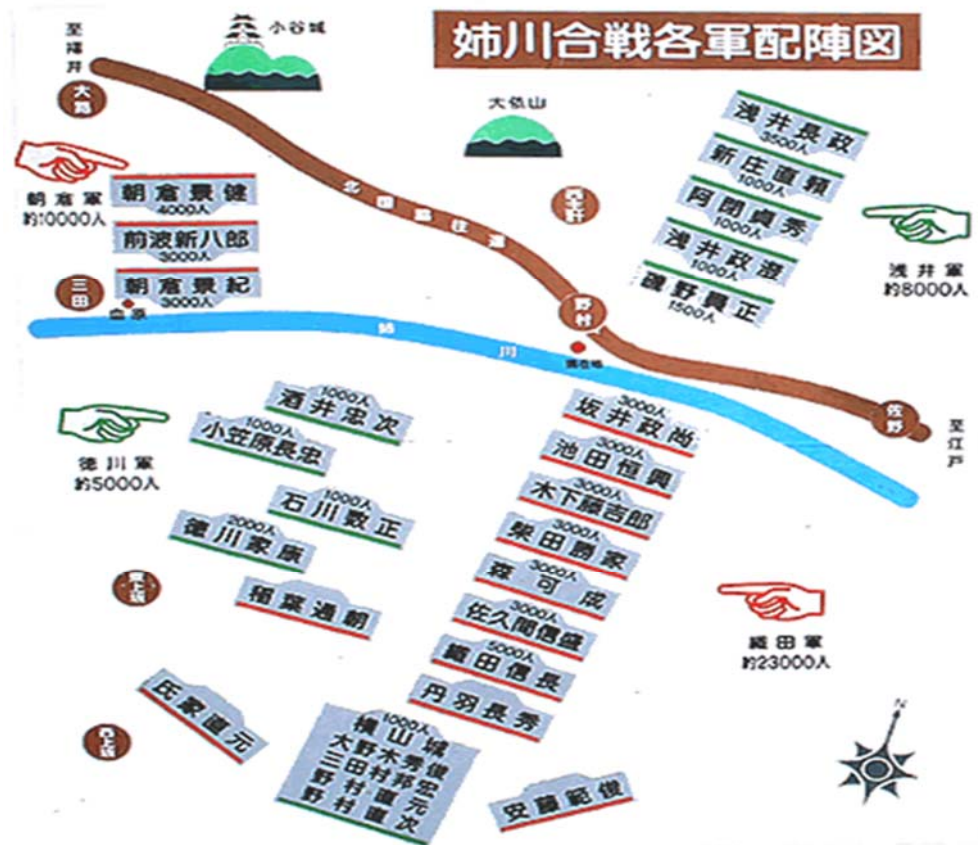 姉川合戦各軍配陣図
至福井
小谷城
大路
大依山
朝倉軍
約10000人
朝倉景健
4000人
前波新八郎
3000人
朝倉景紀
3000人
三田
北国脇往還
浅井長政
3500人
新庄直頼
1000人
阿閉貞秀
1000人
浅井政澄
1000人
磯野員正
1500人
浅井軍
約8000人
野村
現在地
姉川
佐野
至江戸
徳川軍
約5000人
1000人
酒井忠次
1000人
小笠原長忠
1000人
石川数正
2000人
徳川家康
稲葉通朝
氏家直元
3000人
坂井政尚
3000人
池田恒興
3000人
木下藤吉郎
3000人
柴田勝家
3000人
森可成
3000人
佐久間信盛
5000人
織田信長
丹羽長秀
織田軍
約23000人
1000人
横山城
大野木秀俊
三田村邦宏
野村直元
野村直次
安藤範俊
N